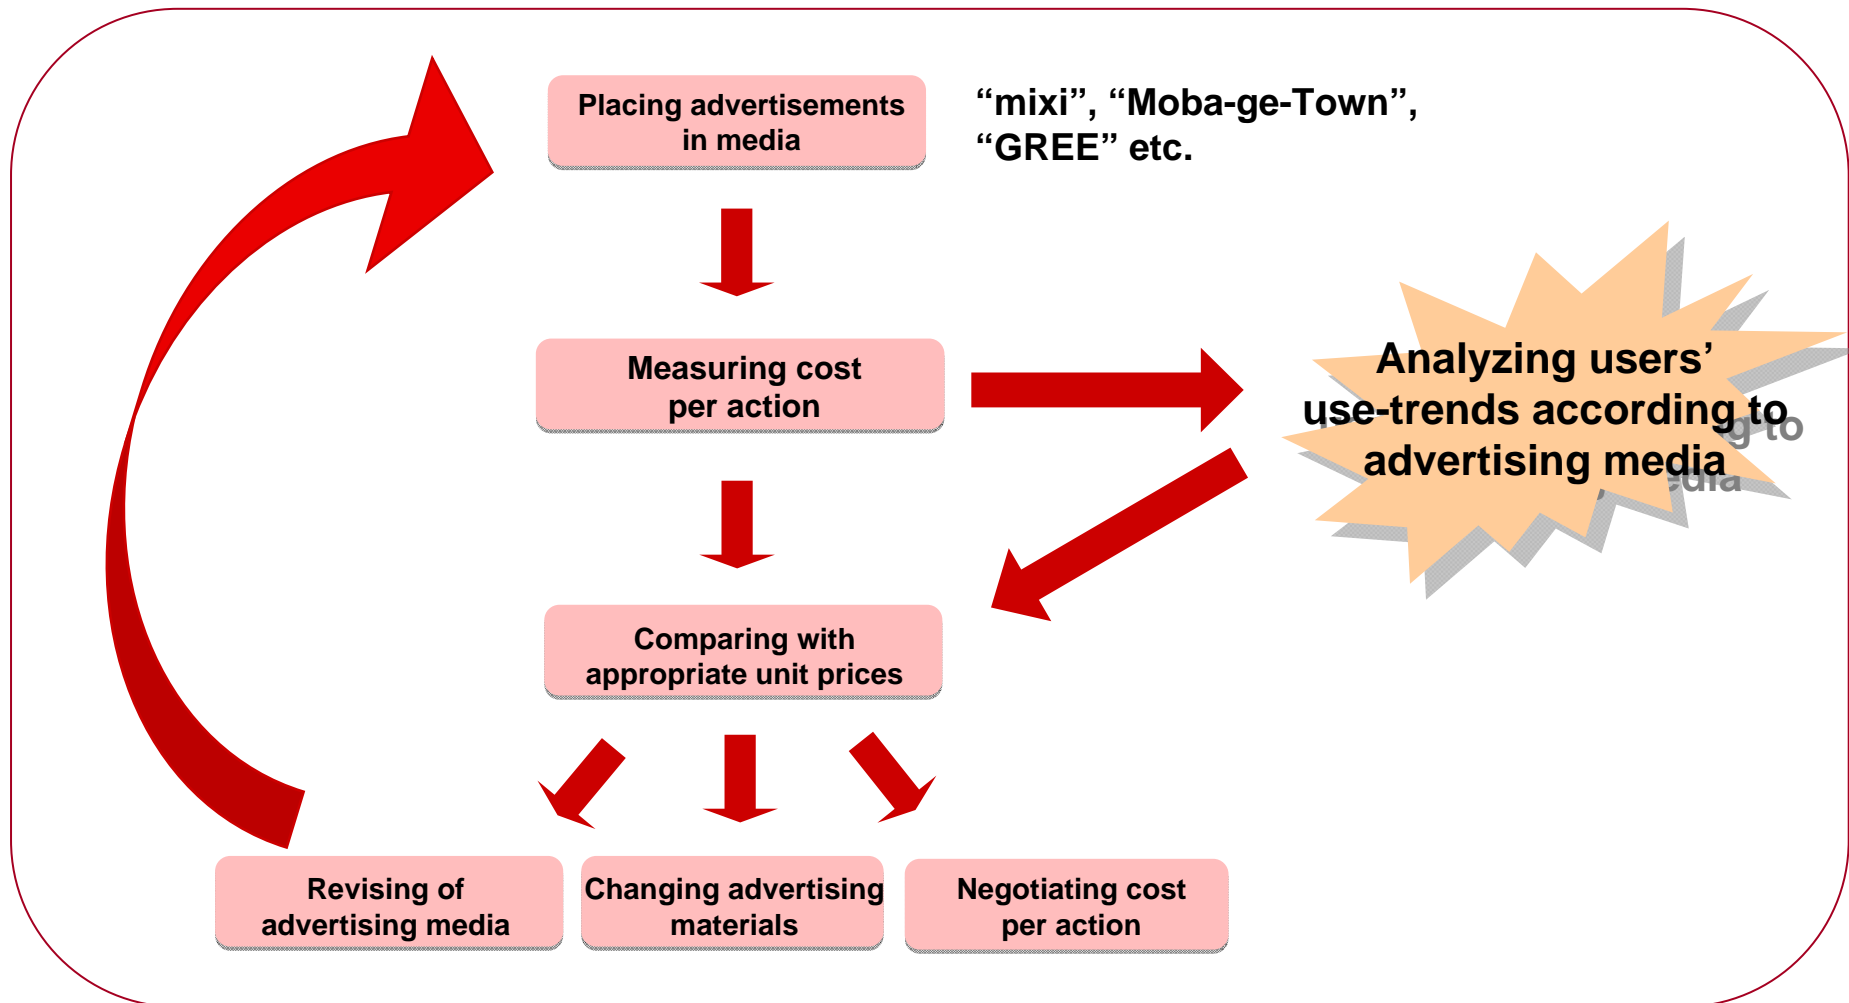 Placing advertisements
in media
“mixi”, “Moba-ge-Town”,
“GREE” etc.
Measuring cost
per action
Analyzing users’
use-trends according to
advertising media
Comparing with
appropriate unit prices
Revising of
advertising media
Changing advertising
materials
Negotiating cost
per action